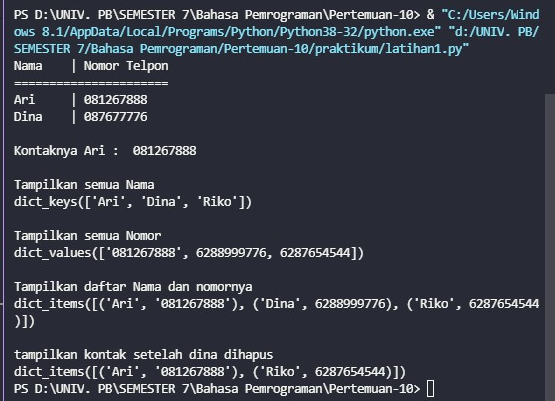 PS D:\UNIV. PB\SEMESTER 7\Bahasa Pemrograman\Pertemuan-10> & "C:/Users/Wind
ows 8.1/AppData/Local/Programs/Python/Python38-32/python.exe" "d:/UNIV. PB/
SEMESTER 7/Bahasa Pemrograman/Pertemuan-10/praktikum/latihan1.py"
Nama    | Nomor Telpon
======================
Ari     | 081267888
Dina    | 087677776
Kontaknya Ari :  081267888
Tampilkan semua Nama
dict_keys(['Ari', 'Dina', 'Riko'])
Tampilkan semua Nomor
dict_values(['081267888', 6288999776, 6287654544])
Tampilkan daftar Nama dan nomornya
dict_items([('Ari', '081267888'), ('Dina', 6288999776), ('Riko', 6287654544
)])
tampilkan kontak setelah dina dihapus
dict_items([('Ari', '081267888'), ('Riko', 6287654544)])
PS D:\UNIV. PB\SEMESTER 7\Bahasa Pemrograman\Pertemuan-10>